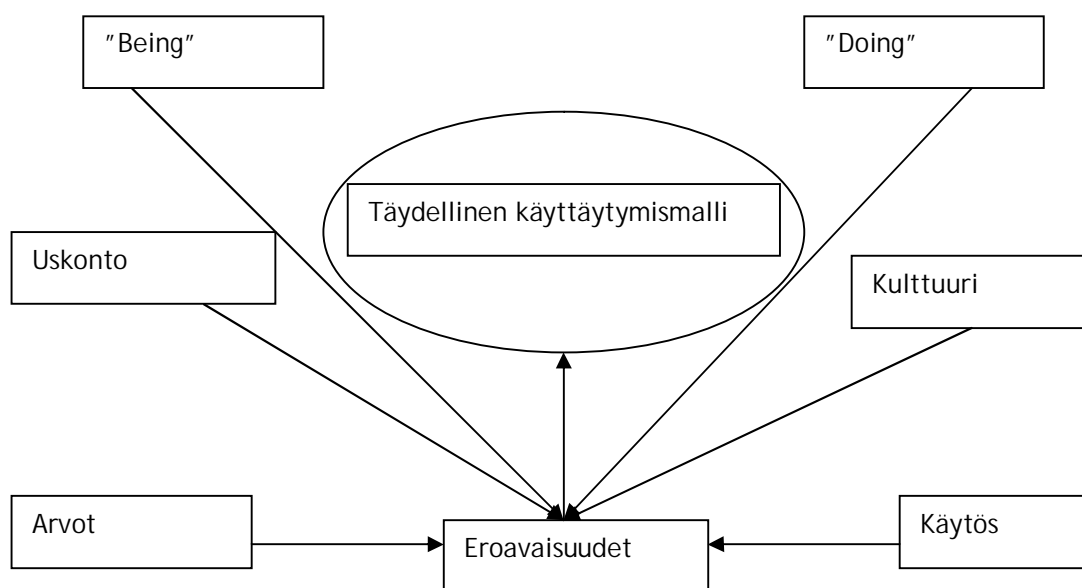 "Being"
"Doing"
Täydellinen käyttäytymismalli
Uskonto
Kulttuuri
Arvot
Eroavaisuudet
Käytös